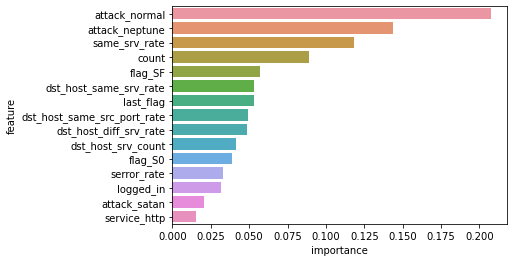 attack_normal
attack_neptune
same_srv_rate
count
flag_SF
dst_host_same_srv_rate
last_flag
dst_host_same_src_port_rate
dst_host_diff_srv_rate
dst_host_srv_count
flag_S0
serror_rate
logged_in
attack_satan
service_http
feature
0.000 0.025 0.050 0.075 0.100 0.125 0.150 0.175 0.200
importance